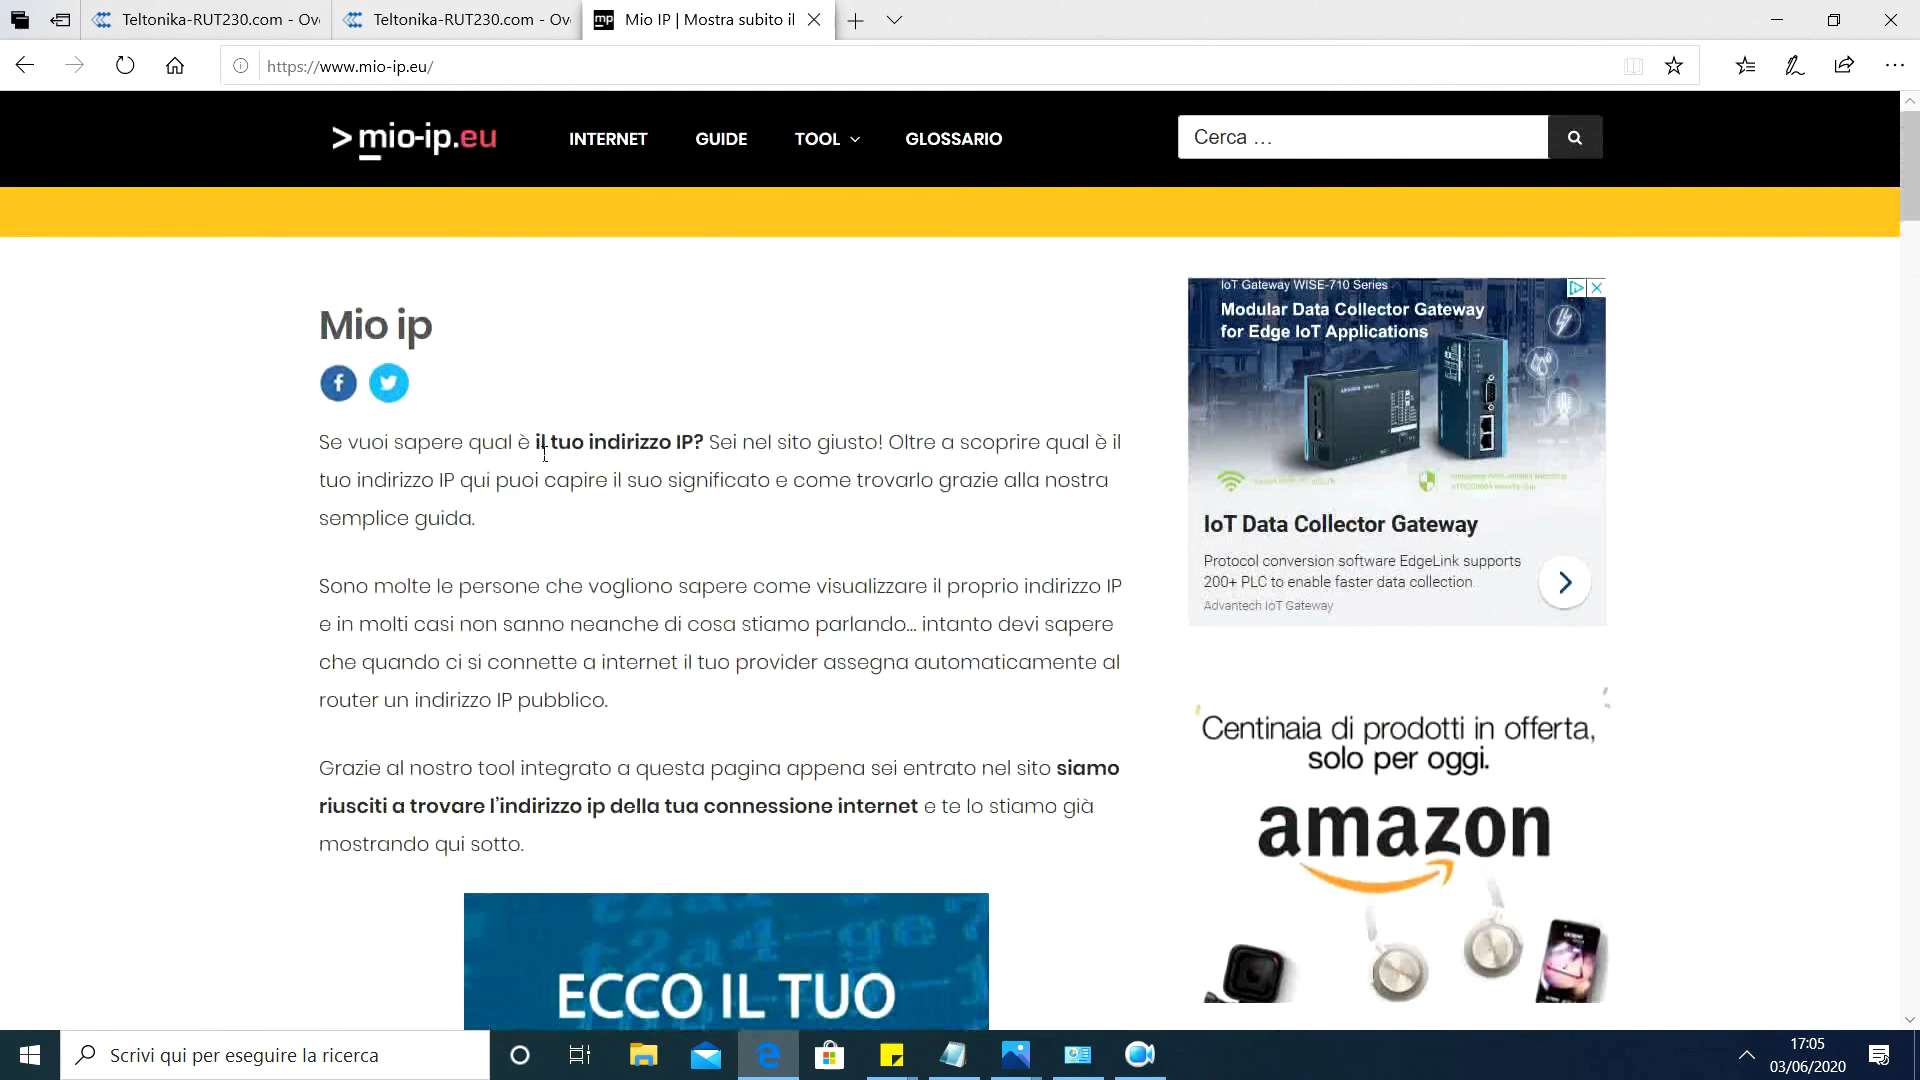 Teltonika-RUT230.com - Ove
Teltonika-RUT230.com - Ove
mp
Mio IP | Mostra subito il
https://www.mio-ip.eu/
>mio-ip.eu
INTERNET
GUIDE
TOOL
GLOSSARIO
Cerca …
Mio ip
Se vuoi sapere qual è il tuo indirizzo IP? Sei nel sito giusto! Oltre a scoprire qual è il
tuo indirizzo IP qui puoi capire il suo significato e come trovarlo grazie alla nostra
semplice guida.
Sono molte le persone che vogliono sapere come visualizzare il proprio indirizzo IP
e in molti casi non sanno neanche di cosa stiamo parlando… intanto devi sapere
che quando ci si connette a internet il tuo provider assegna automaticamente al
router un indirizzo IP pubblico.
Grazie al nostro tool integrato a questa pagina appena sei entrato nel sito siamo
riusciti a trovare l’indirizzo ip della tua connessione internet e te lo stiamo già
mostrando qui sotto.
ECCO IL TUO
IoT Gateway WISE-710 Series
Modular Data Collector Gateway
for Edge IoT Applications
IoT Data Collector Gateway
Protocol conversion software EdgeLink supports
200+ PLC to enable faster data collection.
Advantech IoT Gateway
Centinaia di prodotti in offerta,
solo per oggi.
amazon
Scrivi qui per eseguire la ricerca
17:05
03/06/2020